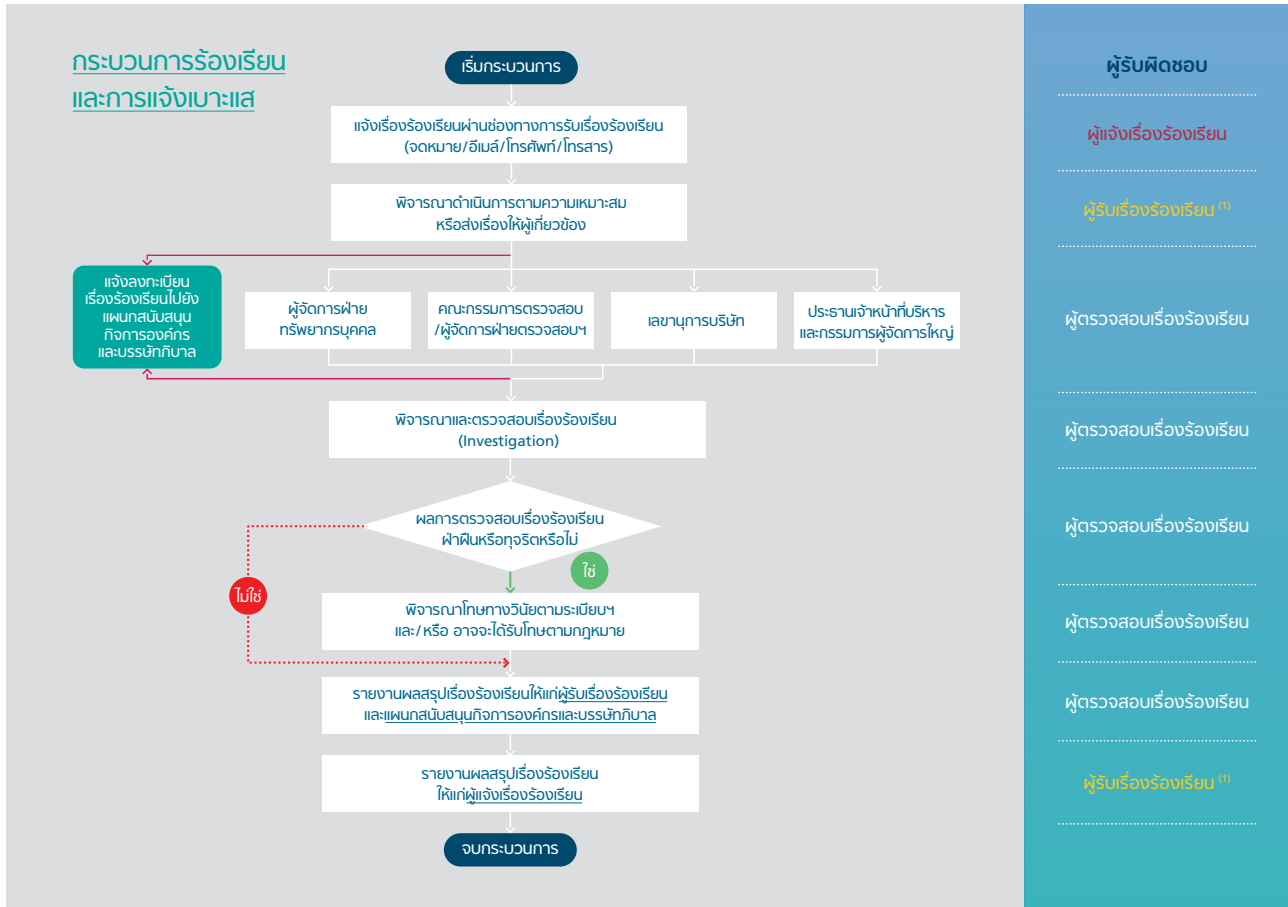 กระบวนการร้องเรียน
และการแจ้งเบาะแส
เริ่มกระบวนการ
ผู้รับผิดชอบ
แจ้งเรื่องร้องเรียนผ่านช่องทางการรับเรื่องร้องเรียน
(จดหมาย/อีเมล์/โทรศัพท์/โทรสาร)
ผู้แจ้งเรื่องร้องเรียน
พิจารณาดำเนินการตามความเหมาะสม
หรือส่งเรื่องให้ผู้เกี่ยวข้อง
ผู้รับเรื่องร้องเรียน (1)
แจ้งลงทะเบียน
เรื่องร้องเรียนไปยัง
แผนกสนับสนุน
กิจการองค์กร
และบรรษัทภิบาล
ผู้จัดการฝ่าย
ทรัพยากรบุคคล
คณะกรรมการตรวจสอบ
/ผู้จัดการฝ่ายตรวจสอบฯ
เลขานุการบริษัท
ประธานเจ้าหน้าที่บริหาร
และกรรมการผู้จัดการใหญ่
ผู้ตรวจสอบเรื่องร้องเรียน
พิจารณาและตรวจสอบเรื่องร้องเรียน
(Investigation)
ผู้ตรวจสอบเรื่องร้องเรียน
ผลการตรวจสอบเรื่องร้องเรียน
ฝ่าฝืนหรือทุจริตหรือไม่
ผู้ตรวจสอบเรื่องร้องเรียน
ใช่
ไม่ใช่
พิจารณาโทษทางวินัยตามระเบียบฯ
และ/หรือ อาจจะได้รับโทษตามกฎหมาย
ผู้ตรวจสอบเรื่องร้องเรียน
รายงานผลสรุปเรื่องร้องเรียนให้แก่ผู้รับเรื่องร้องเรียน
และแผนกสนับสนุนกิจการองค์กรและบรรษัทภิบาล
ผู้ตรวจสอบเรื่องร้องเรียน
รายงานผลสรุปเรื่องร้องเรียน
ให้แก่ผู้แจ้งเรื่องร้องเรียน
ผู้รับเรื่องร้องเรียน (1)
จบกระบวนการ